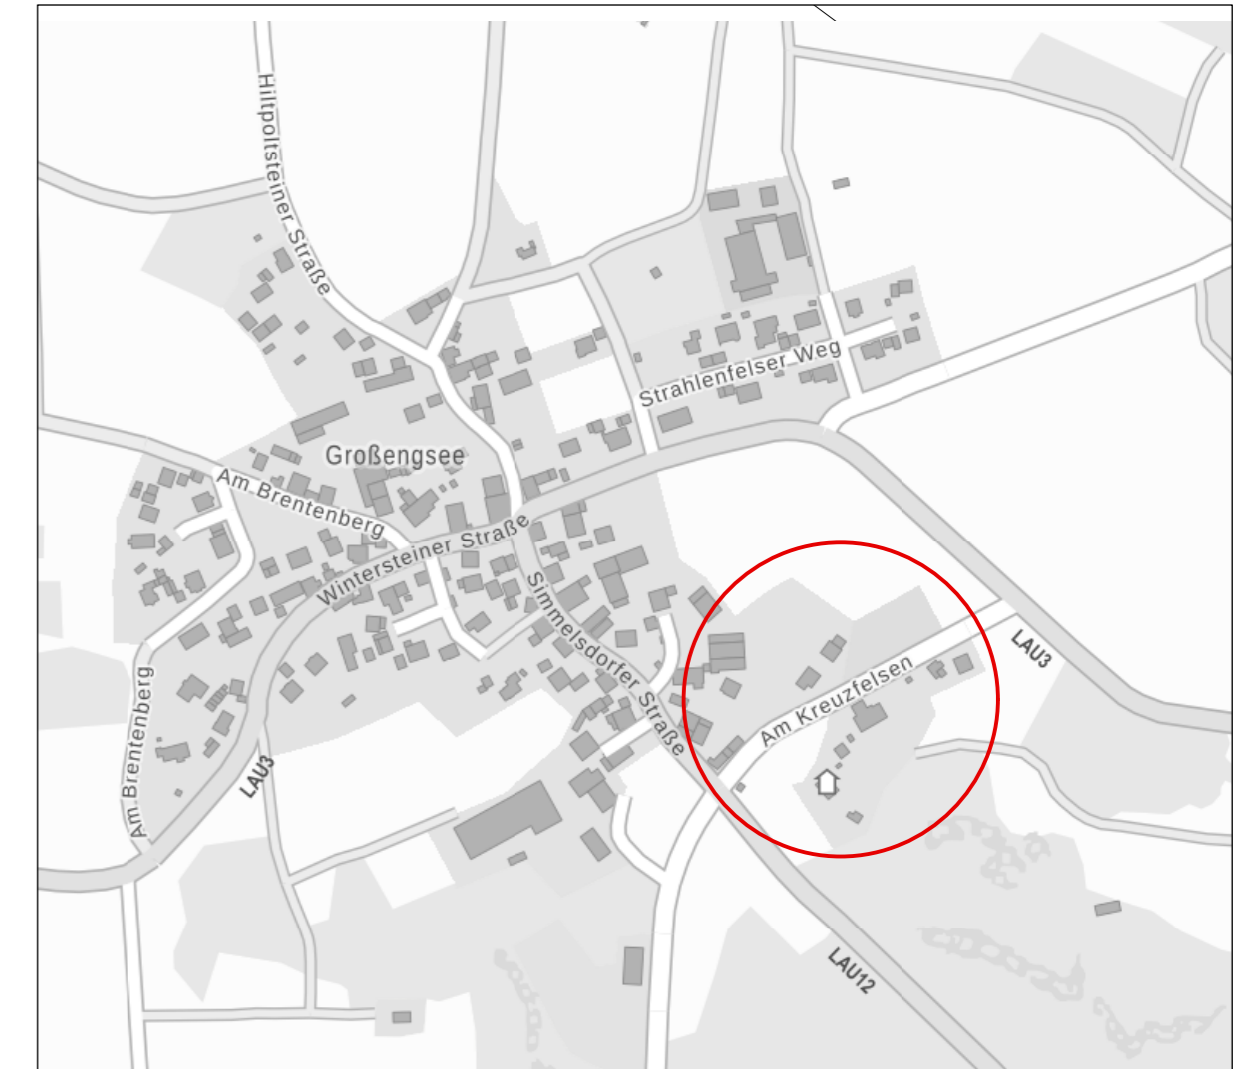 Hiltpoltsteiner Straße
Strahlenfelser Weg
Großengsee
Am Brentenberg
Wintersteiner Straße
Simmelsdorfer Straße
LAU3
Am Kreuzfelsen
Am Brentenberg
LAU3
LAU12